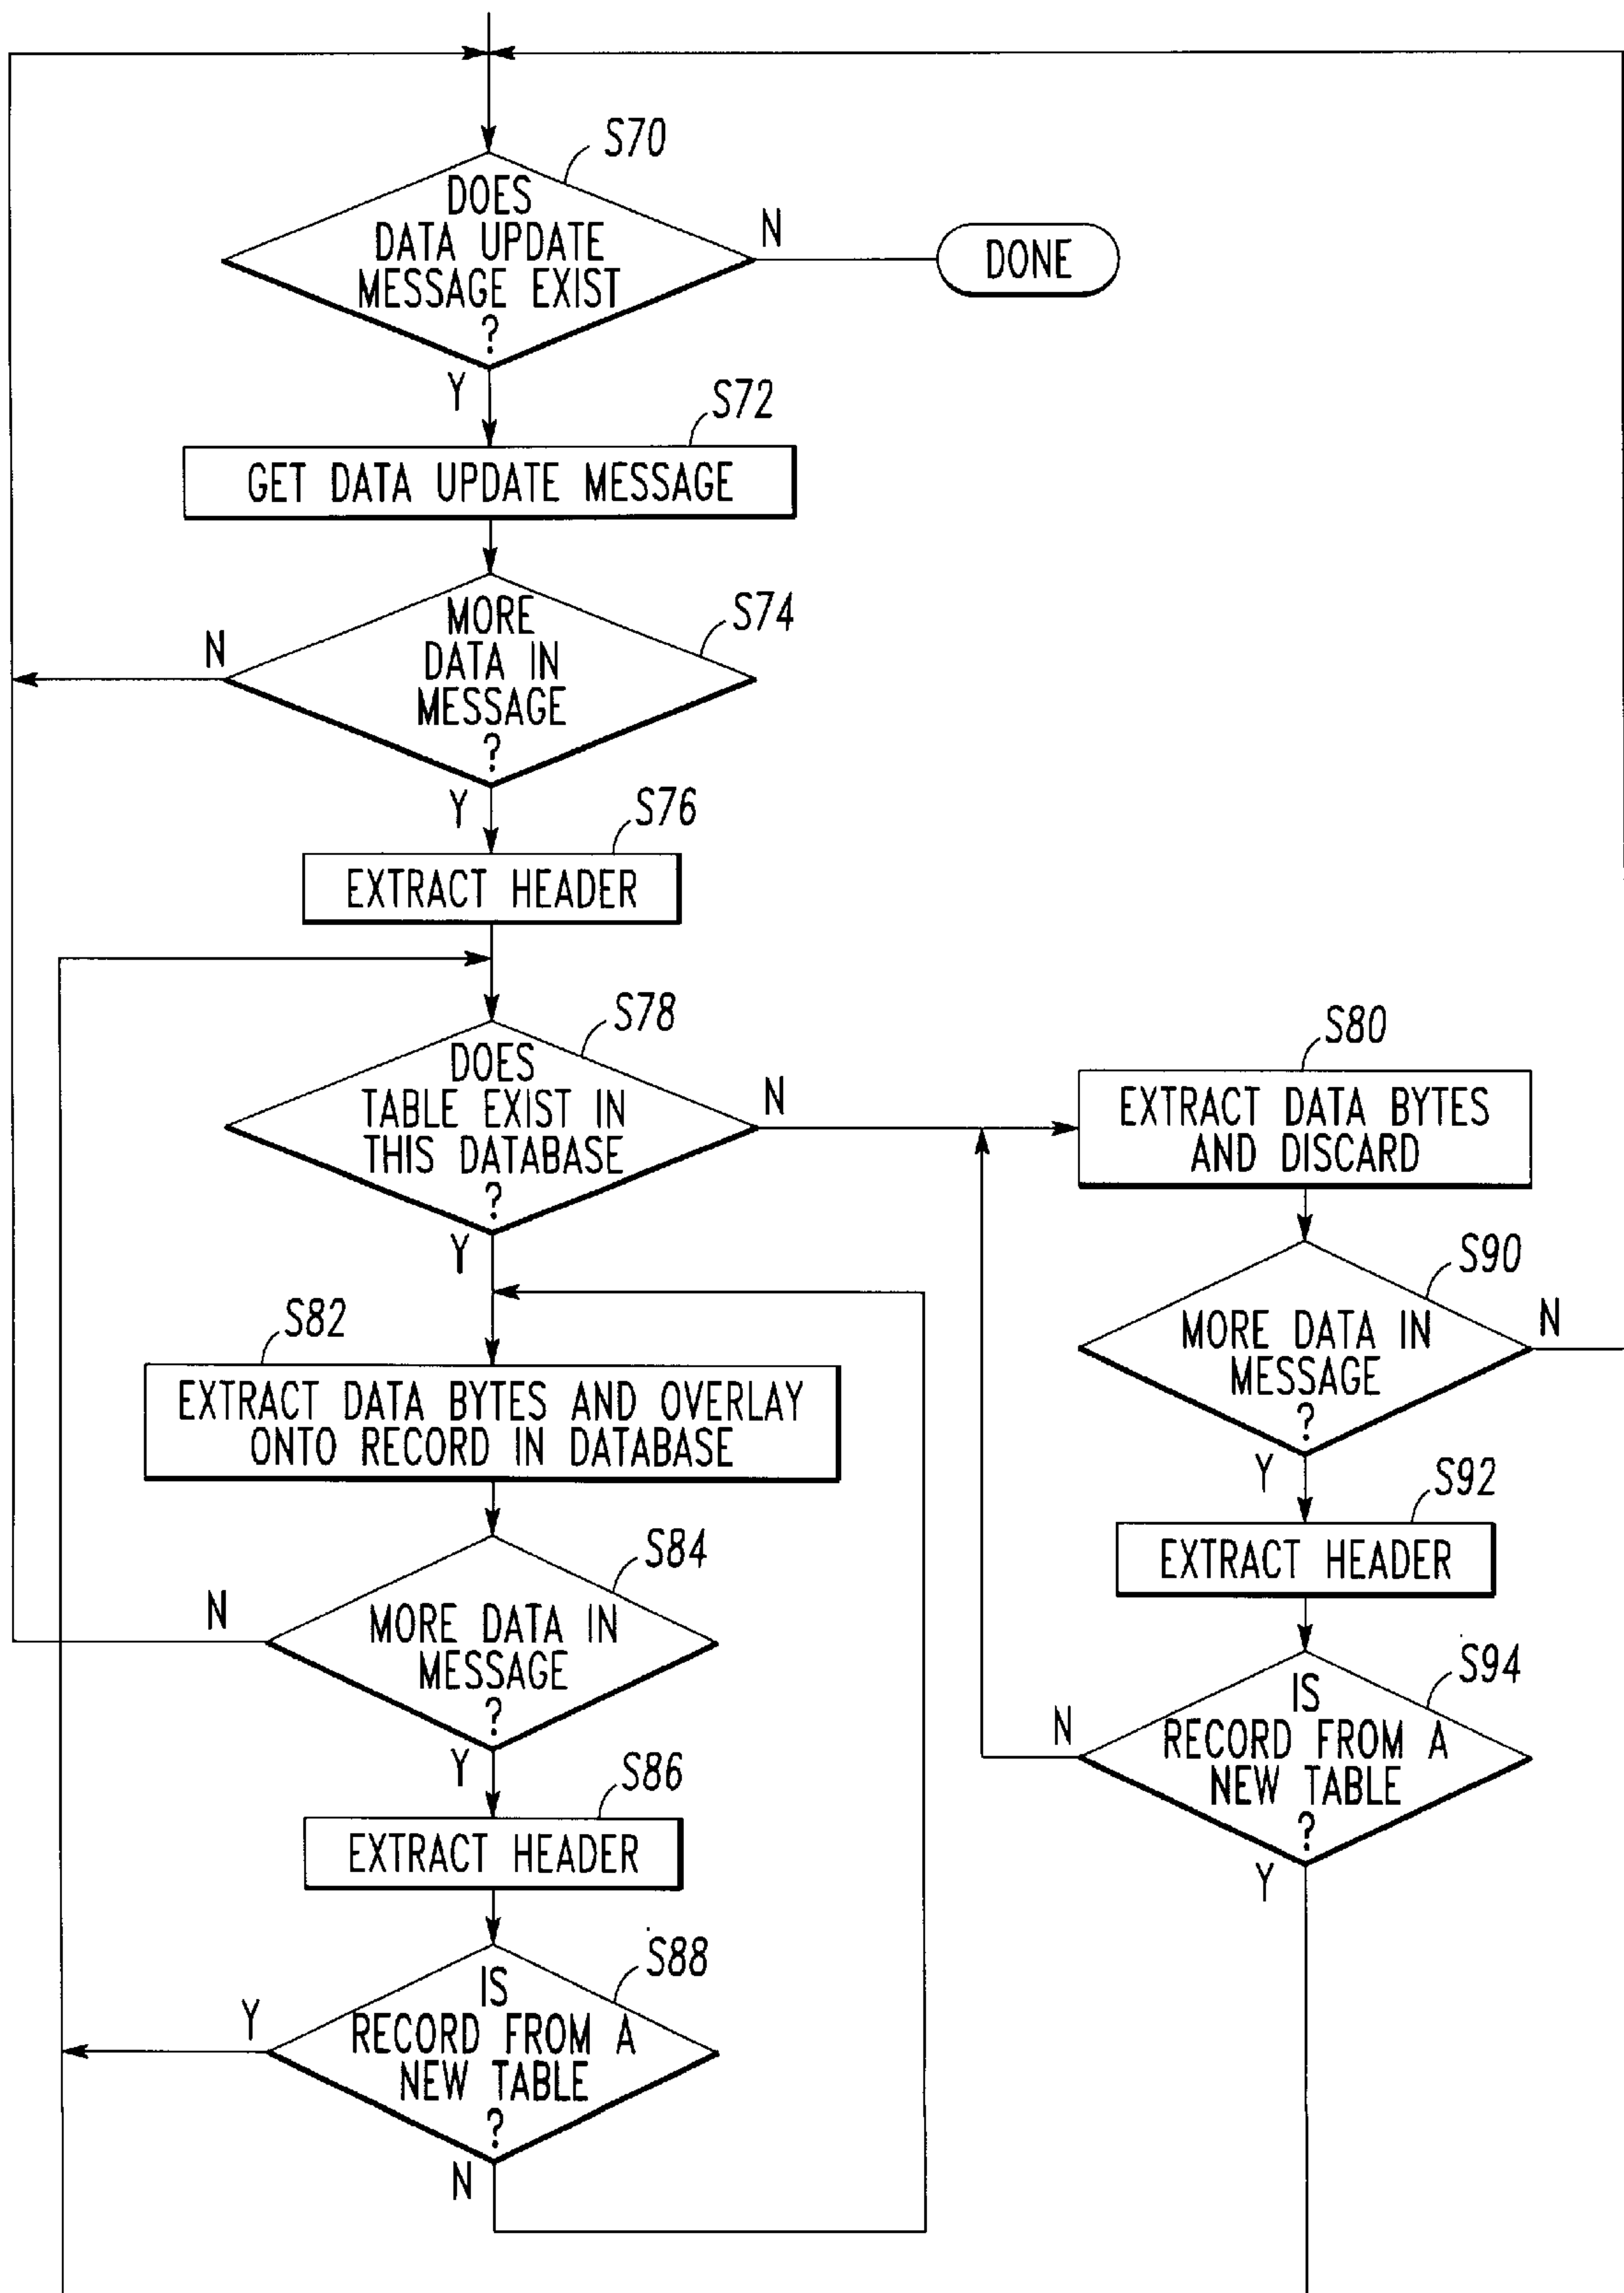 S70
DOES
DATA UPDATE
MESSAGE EXIST
?
N
DONE
Y
S72
GET DATA UPDATE MESSAGE
S74
MORE
DATA IN
MESSAGE
?
N
Y
S76
EXTRACT HEADER
S78
DOES
TABLE EXIST IN
THIS DATABASE
?
N
Y
S80
EXTRACT DATA BYTES
AND DISCARD
S90
MORE DATA IN
MESSAGE
?
N
Y
S92
EXTRACT HEADER
S94
IS
RECORD FROM A
NEW TABLE
?
N
Y
S82
EXTRACT DATA BYTES AND OVERLAY
ONTO RECORD IN DATABASE
S84
MORE DATA IN
MESSAGE
?
N
Y
S86
EXTRACT HEADER
S88
IS
RECORD FROM A
NEW TABLE
?
Y
N